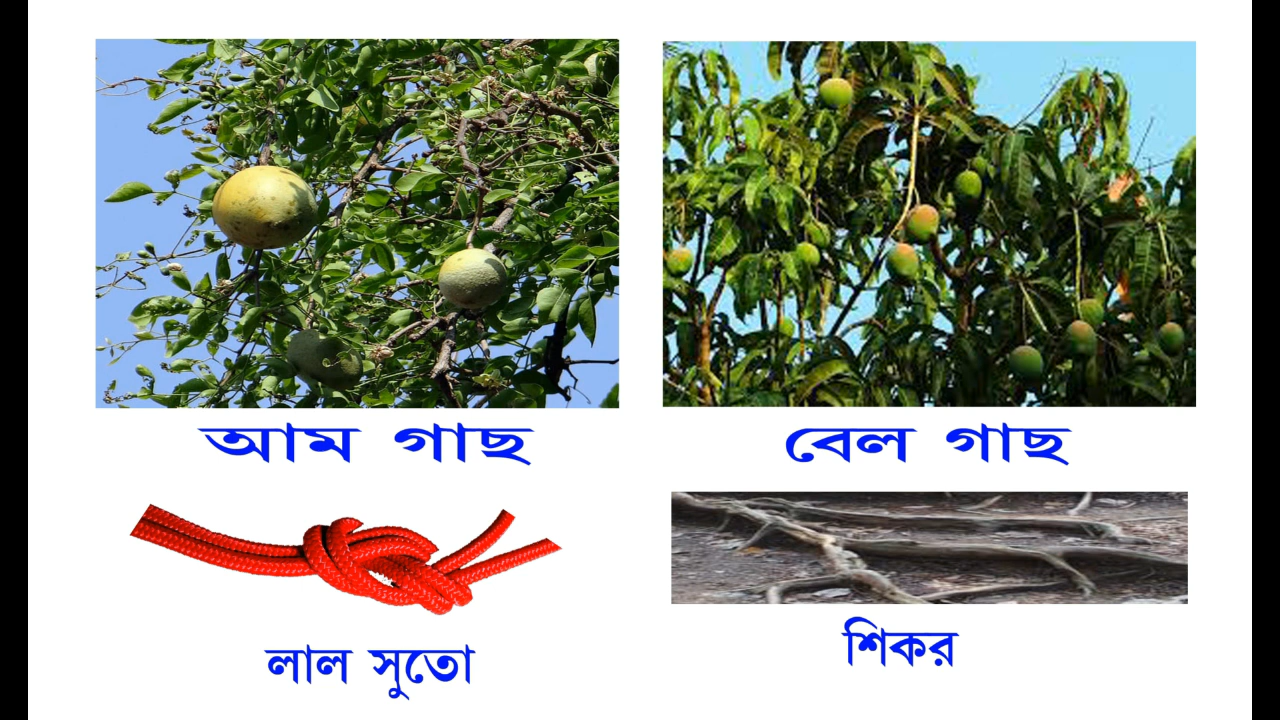 আম গাছ
বেল গাছ
লাল সুতো
শিকর